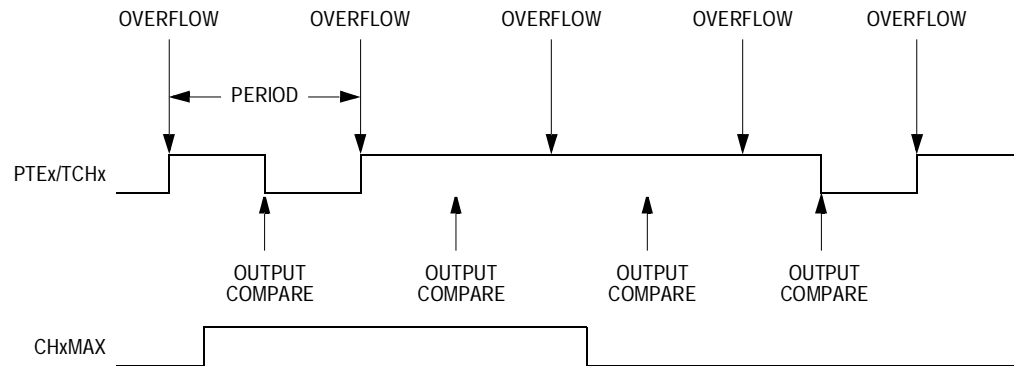 OVERFLOW OVERFLOW OVERFLOW OVERFLOW OVERFLOW
PERIOD
PTEx/TCHx
OUTPUT COMPARE
OUTPUT COMPARE
OUTPUT COMPARE
OUTPUT COMPARE
CHxMAX